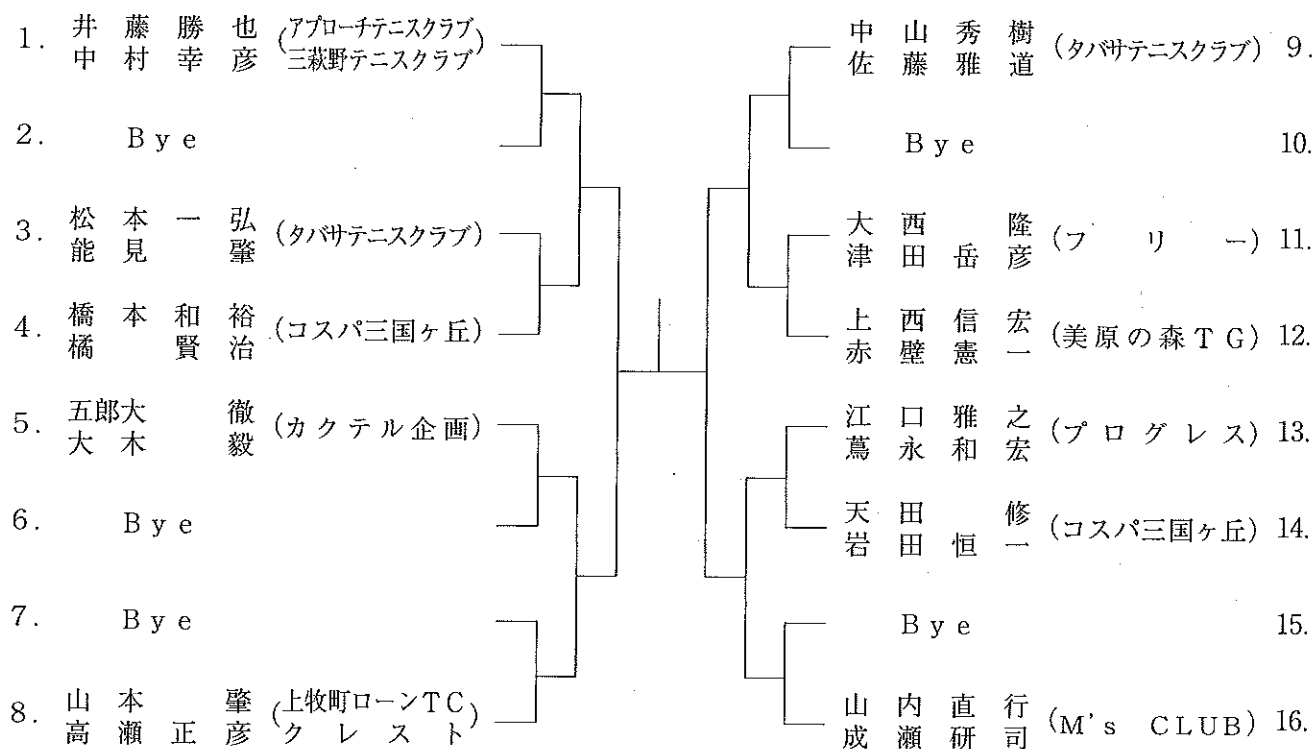 1. 井藤勝也 (アプローチテニスクラブ)
中村幸彦 三萩野テニスクラブ
2. Bye
3. 松本一弘 (タバサテニスクラブ)
能見肇
4. 橋本和裕 (コスパ三国ヶ丘)
橘賢治
5. 五郎大徹 (カクテル企画)
大木毅
6. Bye
7. Bye
8. 山本肇 (上牧町ローンTC)
高瀬正彦 クレスト
中山秀樹 (タバサテニスクラブ) 9.
佐藤雅道
Bye 10.
大西隆 (フリー) 11.
津田岳彦
上西信宏 (美原の森TG) 12.
赤壁憲一
江口雅之 (プログレス) 13.
蔦永和宏
天田修 (コスパ三国ヶ丘) 14.
岩田恒一
Bye 15.
山内直行 (M's CLUB) 16.
成瀬研司